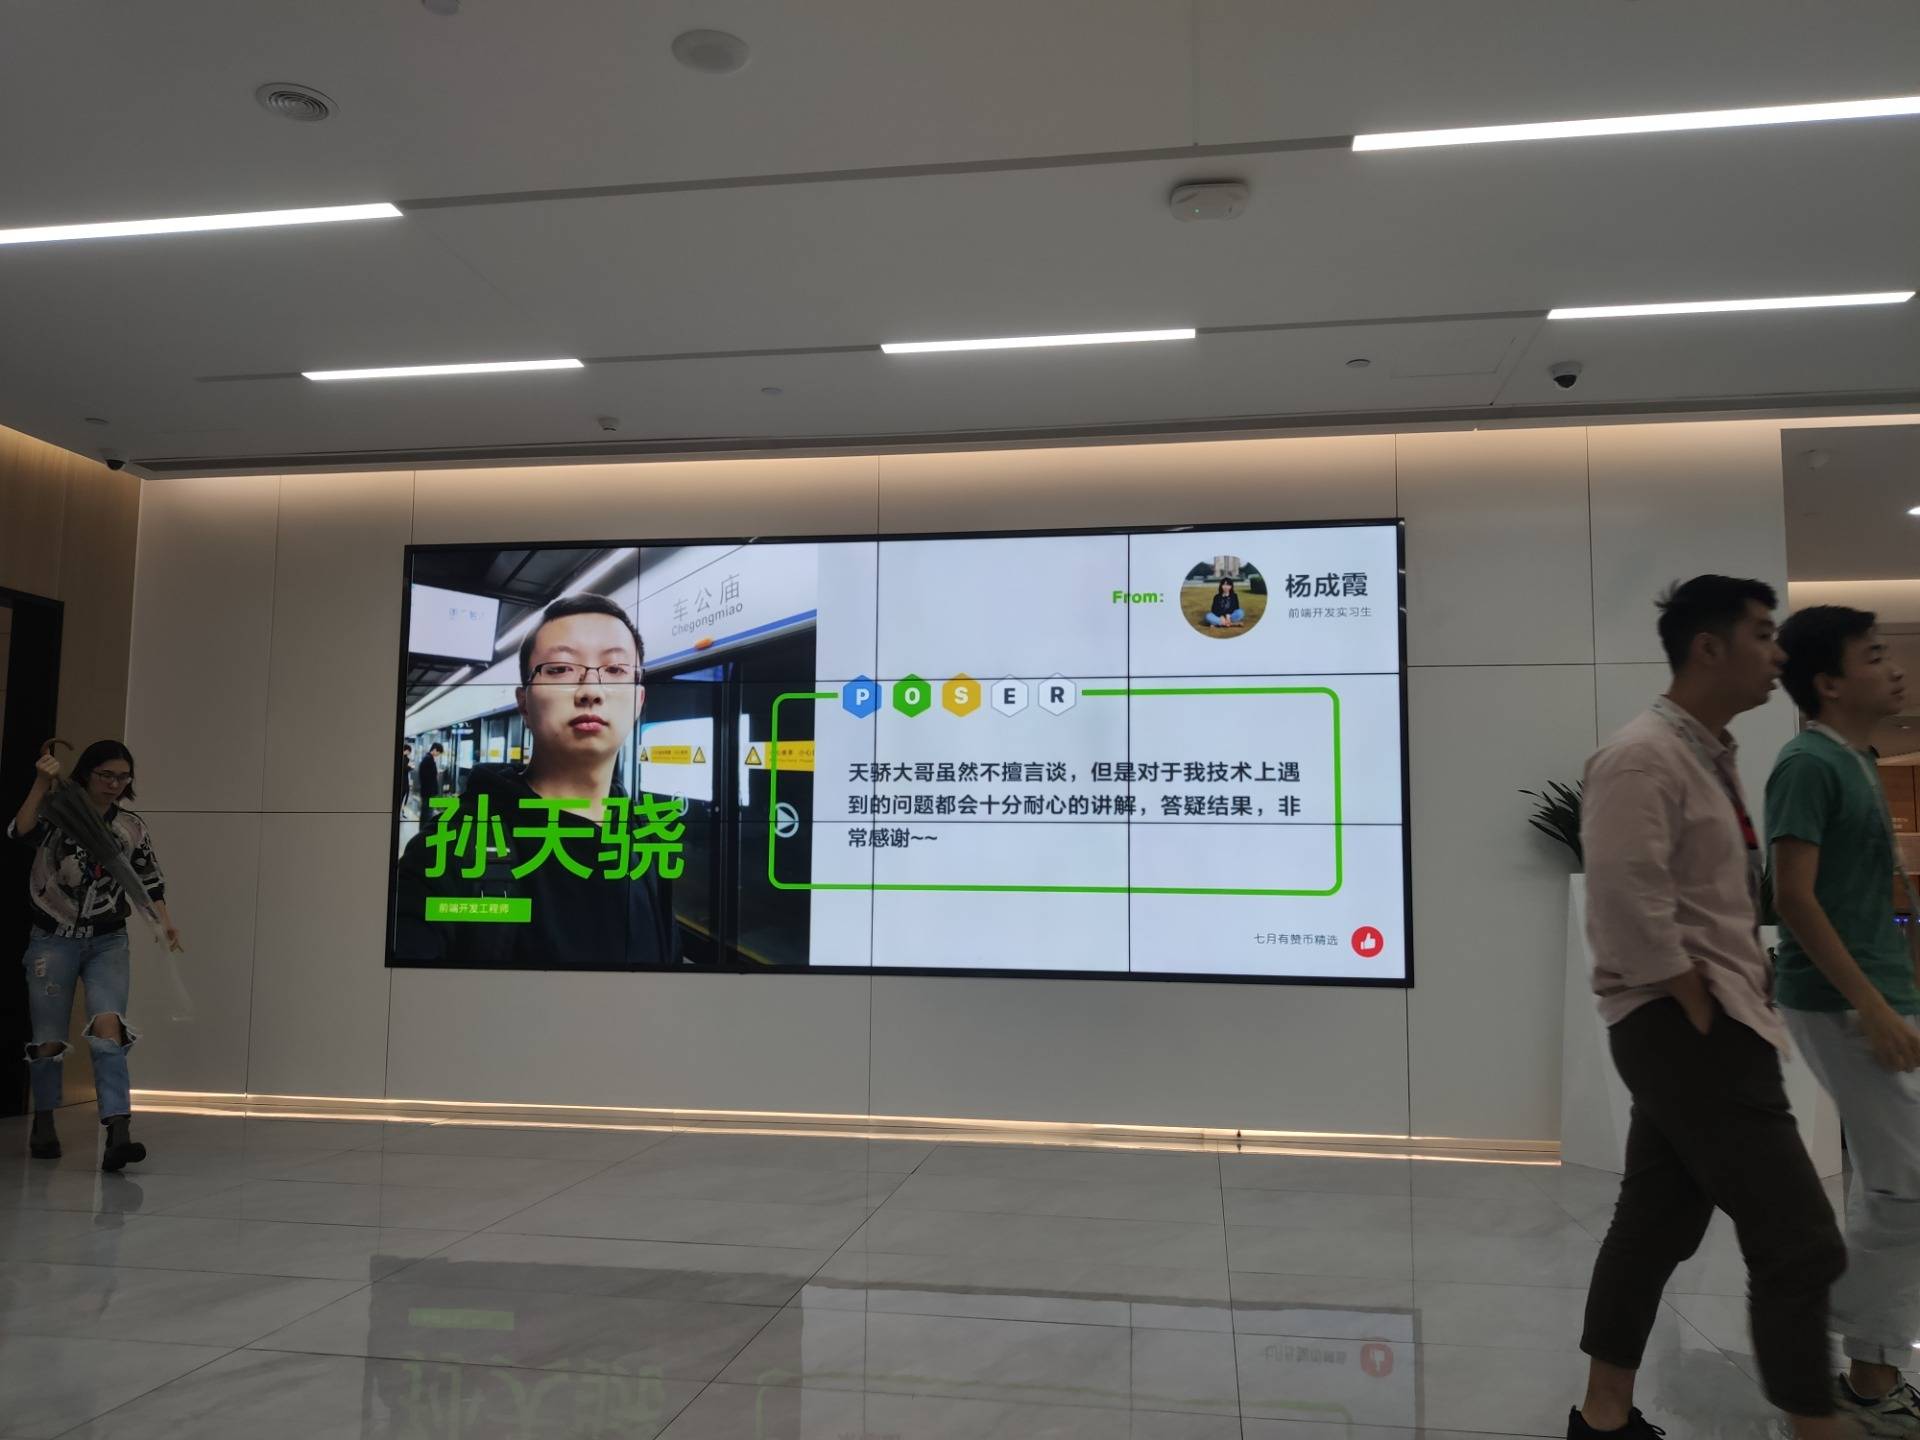 车公庙
Chegongmiao
孙天骁
前端开发工程师
From:
杨成霞
前端开发实习生
POSER
天骄大哥虽然不擅言谈，但是对于我技术上遇
到的问题都会十分耐心的讲解，答疑结果，非
常感谢~~
七月有赞币精选